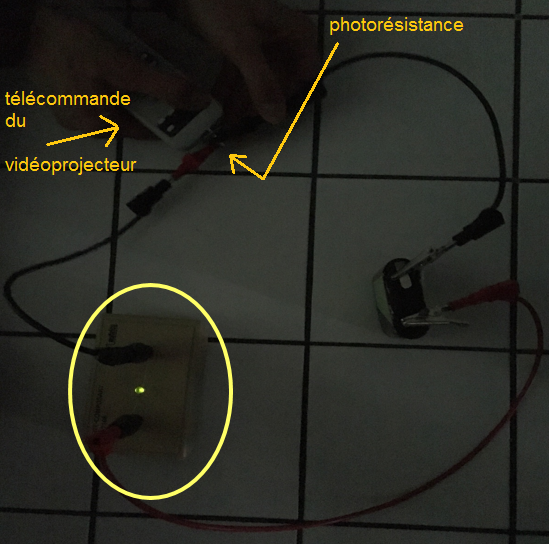 photorésistance
télécommande
du
vidéoprojecteur